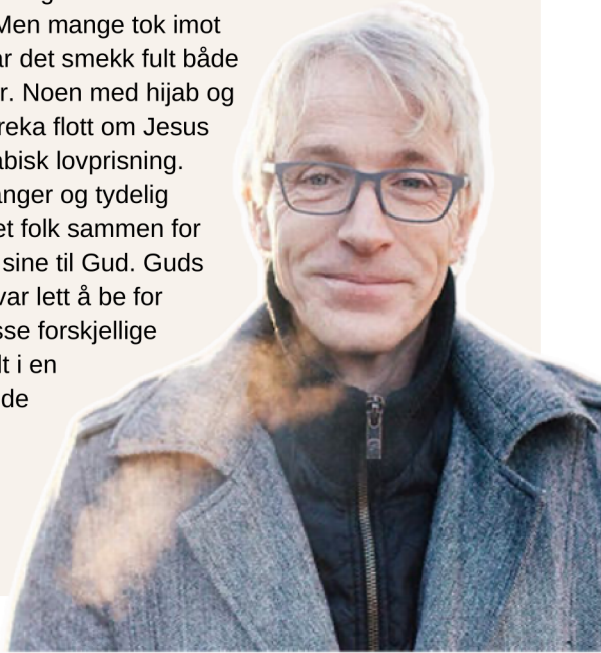 Men mange tok imot
ar det smekk fult både
r. Noen med hijab og
reka flott om Jesus
abisk lovprisning.
anger og tydelig
et folk sammen for
sine til Gud. Guds
var lett å be for
sse forskjellige
lt i en
de